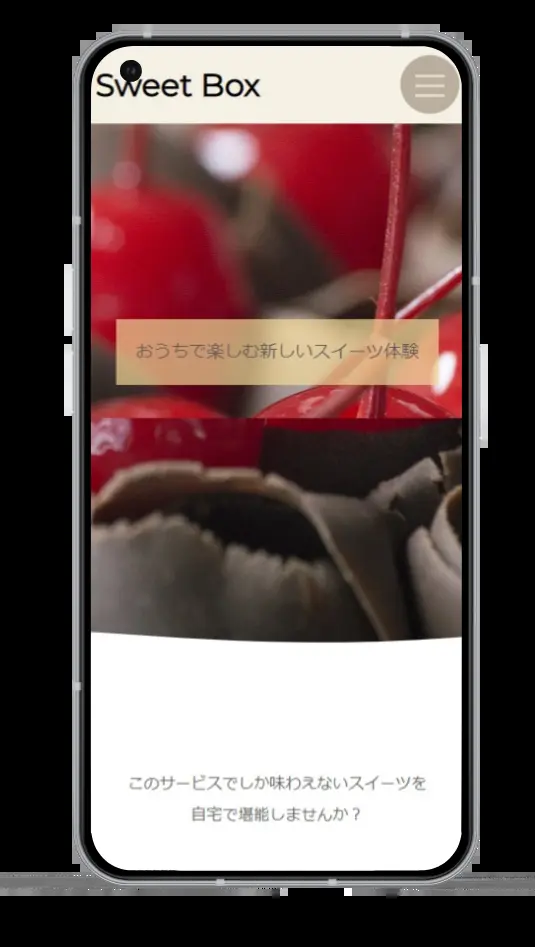 Sweet Box
おうちで楽しむ新しいスイーツ体験
このサービスでしか味わえないスイーツを
自宅で堪能しませんか？